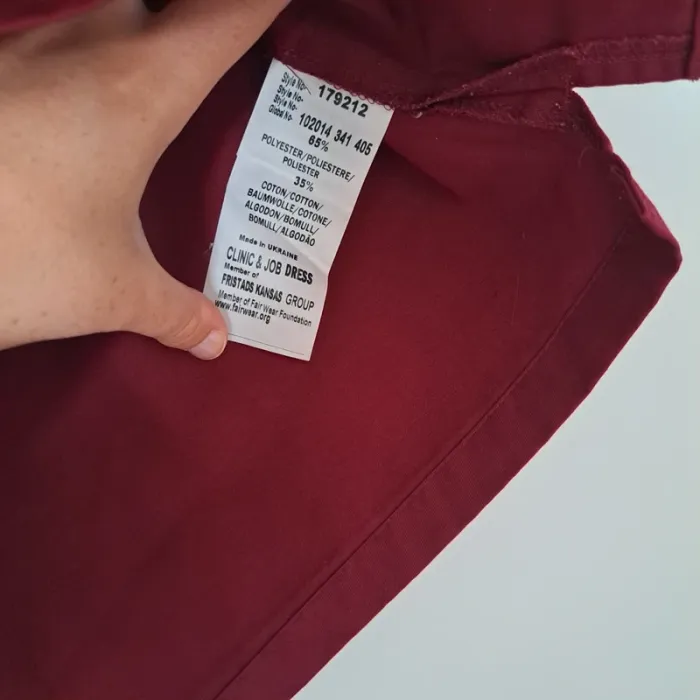 Style No- 179212
Style No-
Style No-
Global No- 102014 341 405
65%
POLYESTER/POLIESTERE/
POLIESTER
35%
COTON/COTTON/
BAUMWOLLE/COTONE/
ALGODON/BOMULL/
BOMULL/ALGODÃO
Made in UKRAINE
CLINIC & JOB DRESS
Member of
FRISTADS KANSAS GROUP
Member of Fair Wear Foundation
www.fairwear.org